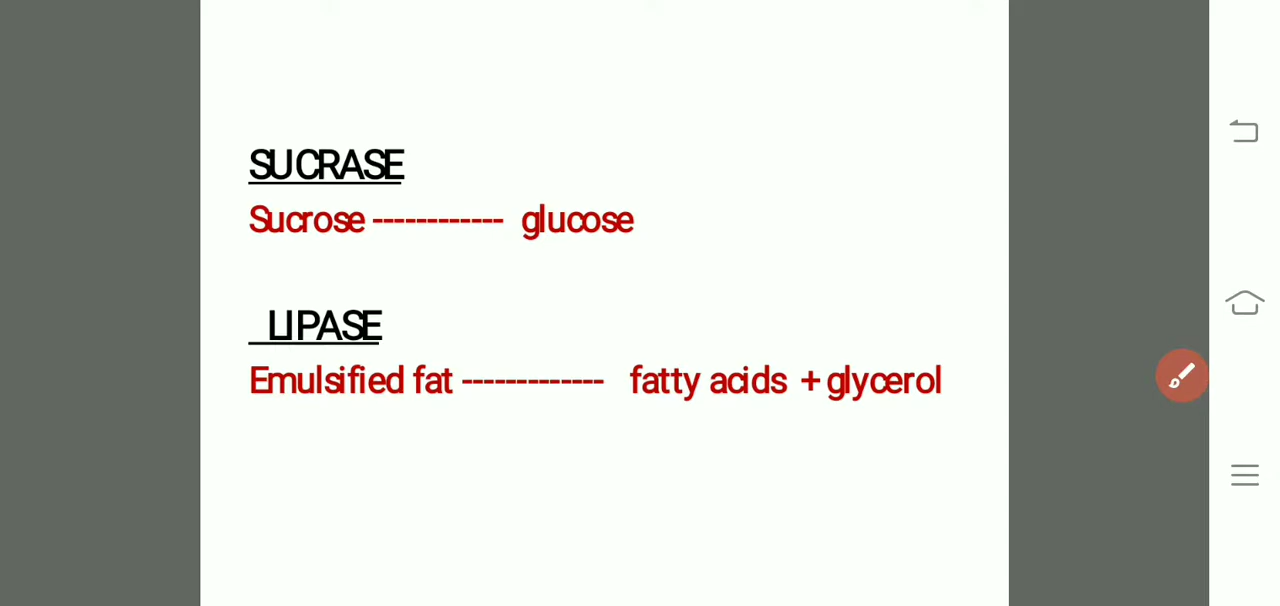 SUCRASE
Sucrose ------------ glucose
LIPASE
Emulsified fat ------------- fatty acids + glycerol